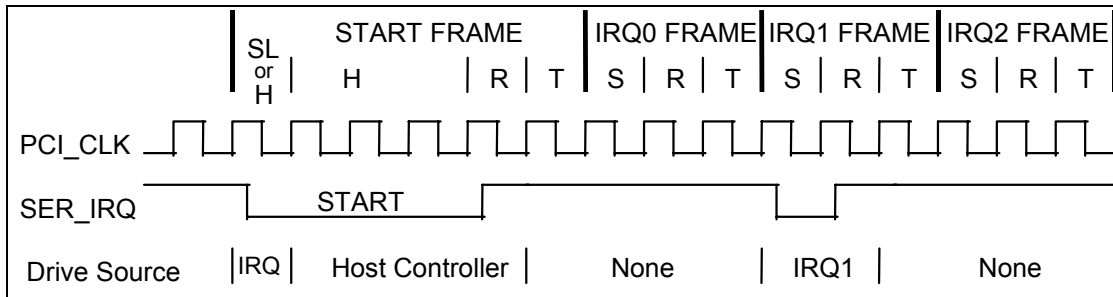 START FRAME IRQ0 FRAME IRQ1 FRAME IRQ2 FRAME
SL
or
H
H R T S R T S R T S R T
PCI_CLK
SER_IRQ START
Drive Source IRQ Host Controller None IRQ1 None